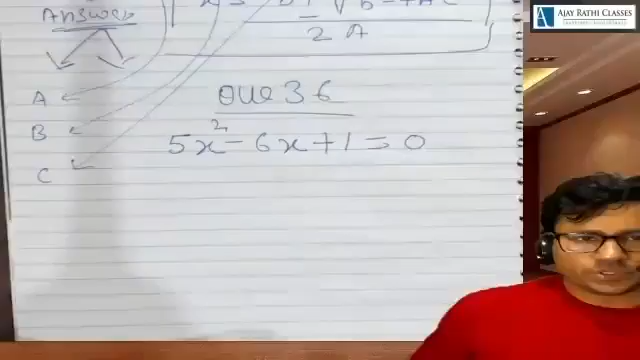 AJAY RATHI CLASSES
Answer
2A
A
B
C
Que 36
5x² - 6x + 1 = 0